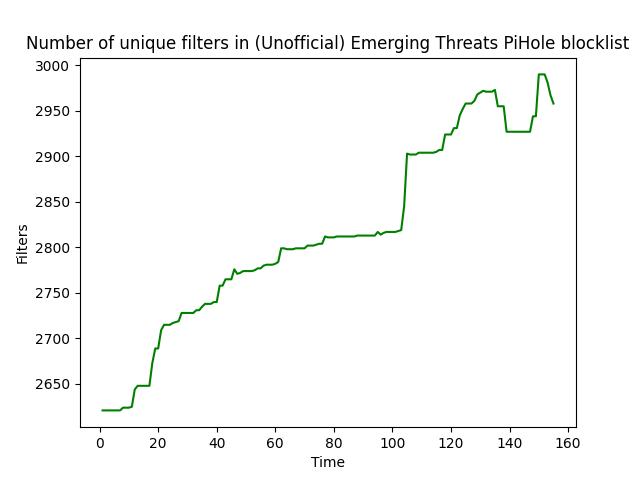 Number of unique filters in (Unofficial) Emerging Threats PiHole blocklist
3000
2950
2900
2850
2800
2750
2700
2650
Filters
0 20 40 60 80 100 120 140 160
Time